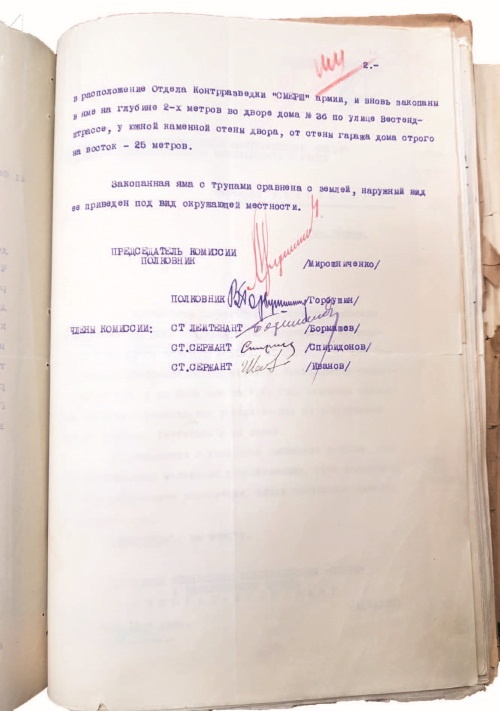 2.-
в расположение Отдела Контрразведки "СМЕРШ" армии, и вновь закопаны
в яме на глубине 2-х метров во дворе дома № 36 по улице Вестенд-
штрассе, у южной каменной стены двора, от стены гаража дома строго
на восток - 25 метров.
Закопанная яма с трупами сравнена с землей, наружный вид
ее приведен под вид окружающей местности.
ПРЕДСЕДАТЕЛЬ КОМИССИИ
ПОЛКОВНИК /Мирошниченко/
ПОЛКОВНИК /Горбушин/
ЧЛЕНЫ КОМИССИИ: СТ ЛЕЙТЕНАНТ /Бормашев/
СТ.СЕРЖАНТ /Спиридонов/
СТ.СЕРЖАНТ /Иванов/